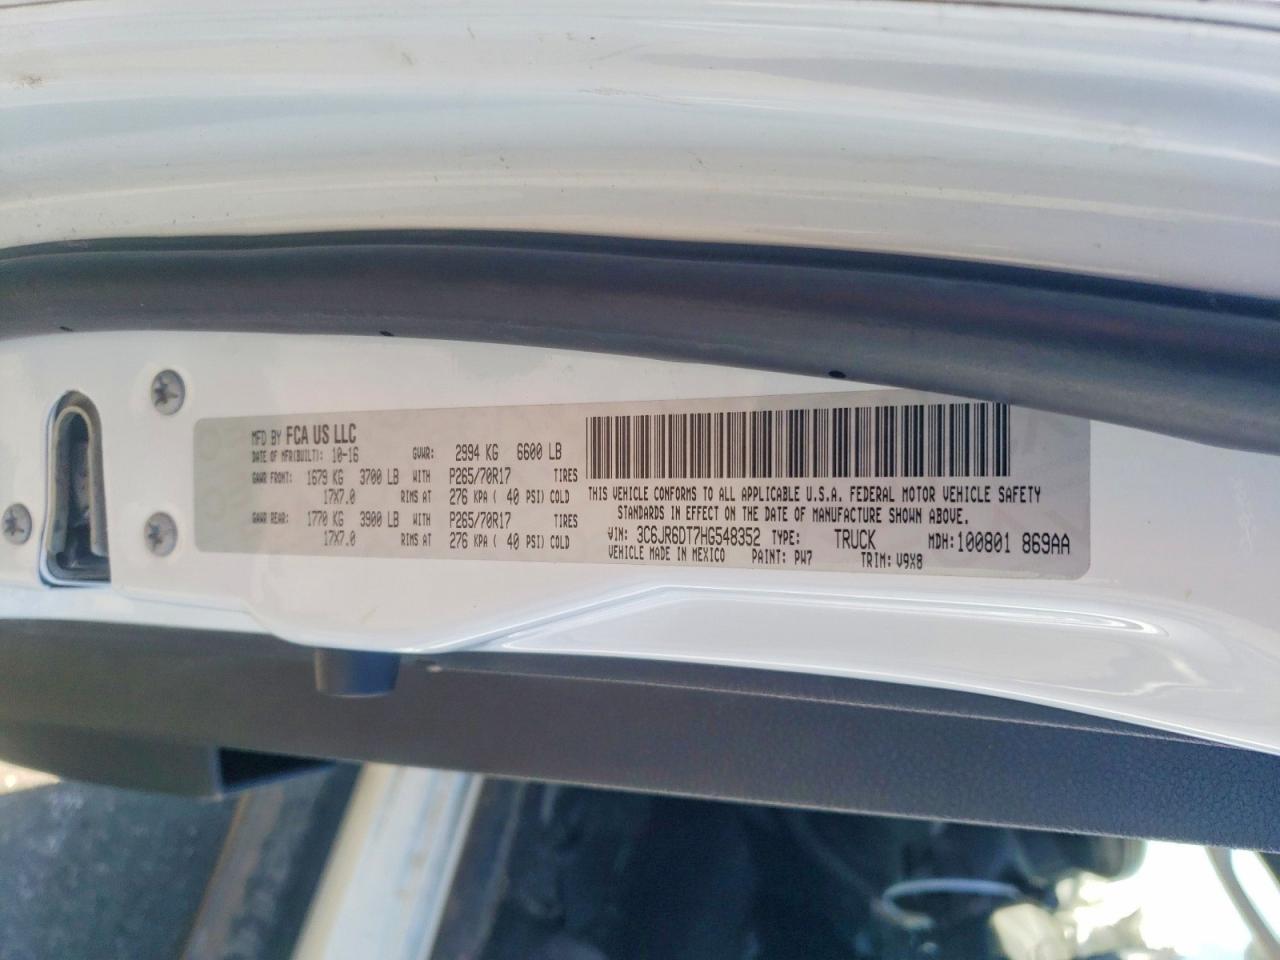 MFD BY FCA US LLC
DATE OF MFR(BUILT): 10-16 GVWR: 2994 KG 6600 LB
GAWR FRONT: 1679 KG 3700 LB WITH P265/70R17 TIRES
17X7.0 RIMS AT 276 KPA ( 40 PSI) COLD
GAWR REAR: 1770 KG 3900 LB WITH P265/70R17 TIRES
17X7.0 RIMS AT 276 KPA ( 40 PSI) COLD
THIS VEHICLE CONFORMS TO ALL APPLICABLE U.S.A. FEDERAL MOTOR VEHICLE SAFETY
STANDARDS IN EFFECT ON THE DATE OF MANUFACTURE SHOWN ABOVE.
VIN: 3C6JR6DT7HG548352 TYPE: TRUCK MDH:100801 869AA
VEHICLE MADE IN MEXICO PAINT: PW7 TRIM: V9X8